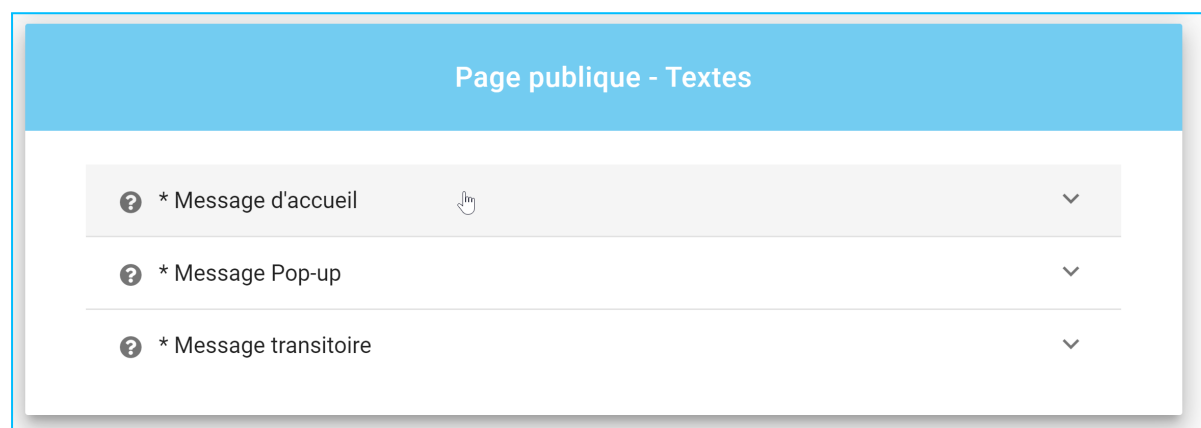 Page publique - Textes
* Message d'accueil
* Message Pop-up
* Message transitoire